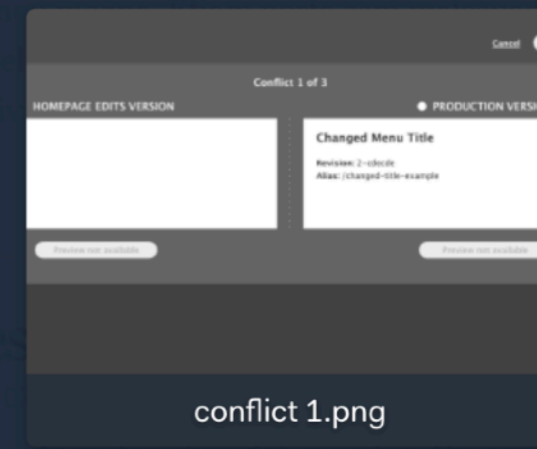 Cancel
Conflict 1 of 3
HOMEPAGE EDITS VERSION
PRODUCTION VERSI
Changed Menu Title
Revision: 2-cdecde
Alias: /changed-title-example
Preview not available
Preview not available
conflict 1.png